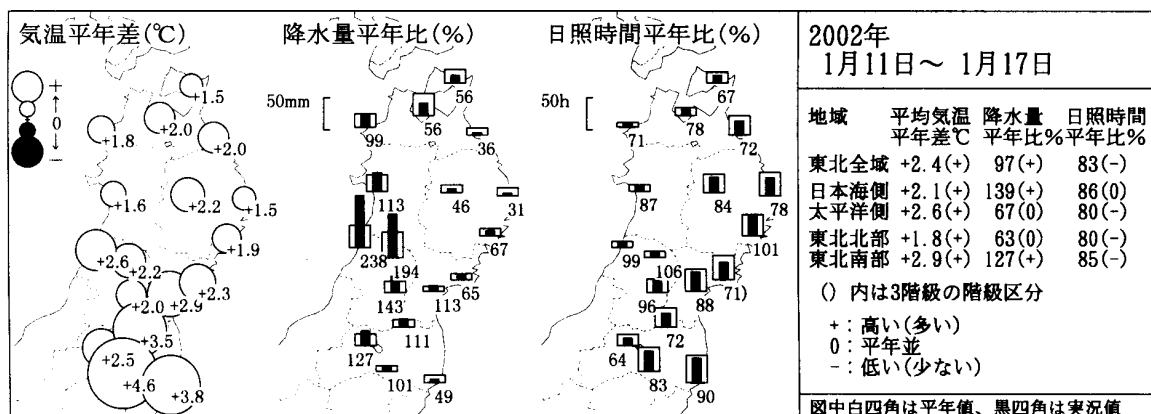 気温平年差(℃)
+
↑
0
↓
−
+1.5
+2.0
+1.8
+2.0
+1.6
+2.2
+1.5
+1.9
+2.6
+2.2
+2.3
+2.0
+2.9
+3.5
+2.5
+4.6
+3.8
降水量平年比(%)
50mm
56
56
99
36
113
46
31
67
238
194
65
143
113
111
127
101
49
日照時間平年比(%)
50h
67
78
71
72
87
84
78
101
99
106
71)
96
88
72
64
83
90
2002年
1月11日～ 1月17日
地域 平均気温 降水量 日照時間
平年差℃ 平年比% 平年比%
東北全域 +2.4(+) 97(+) 83(-)
日本海側 +2.1(+) 139(+) 86(0)
太平洋側 +2.6(+) 67(0) 80(-)
東北北部 +1.8(+) 63(0) 80(-)
東北南部 +2.9(+) 127(+) 85(-)
() 内は3階級の階級区分
+：高い(多い)
0：平年並
−：低い(少ない)
図中白四角は平年値、黒四角は実況値